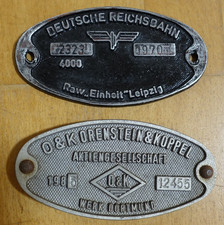 DEUTSCHE REICHSBAHN
4000
Raw „Einheit" Leipzig
O&K ORENSTEIN & KOPPEL
AKTIENGESELLSCHAFT
O&K
12455
WERK DORTMUND